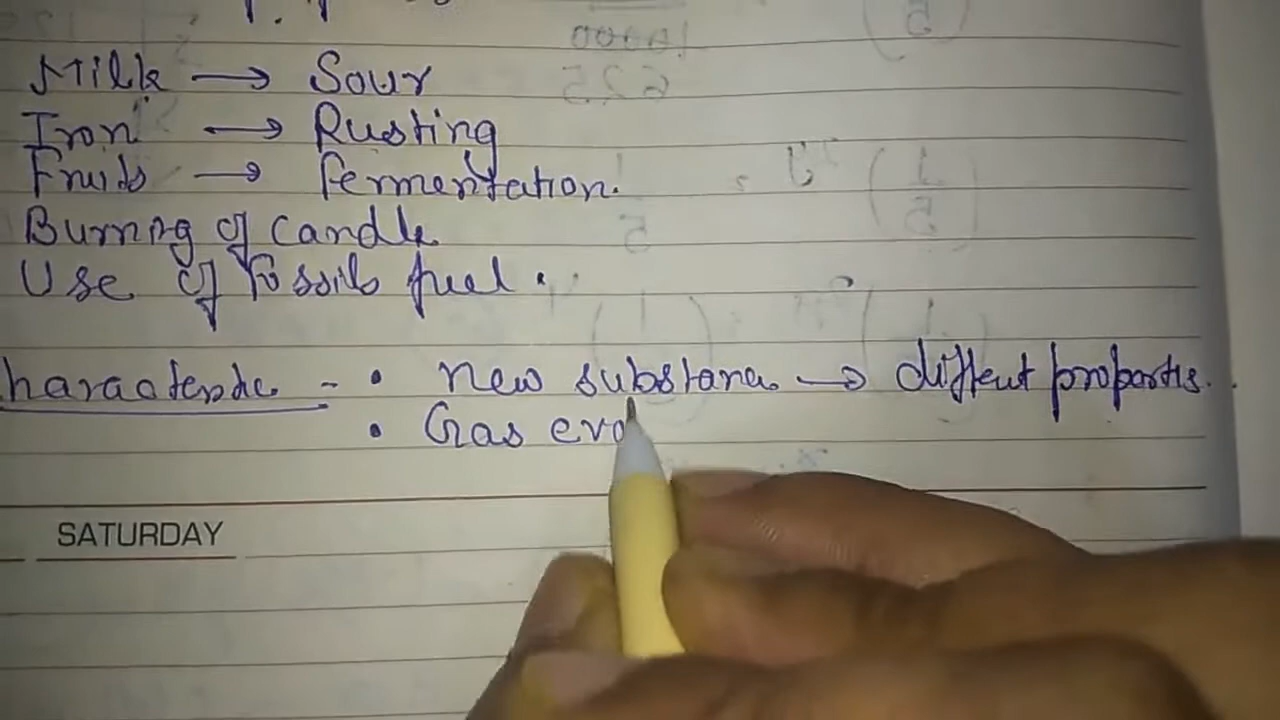 Milk → Sour
Iron → Rusting
Fruits → Fermentation.
Burning of candle
Use of Fossils fuel.
haracteristic - • new substance → different properties.
• Gas evo
SATURDAY